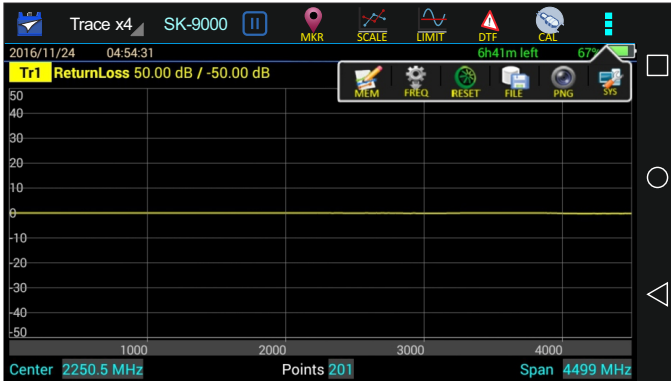 Trace x4 SK-9000
MKR SCALE LIMIT DTF CAL
2016/11/24 04:54:31 6h41m left 67%
Tr1 ReturnLoss 50.00 dB / -50.00 dB
MEM FREQ RESET FILE PNG SYS
50
40
30
20
10
0
-10
-20
-30
-40
-50
1000 2000 3000 4000
Center 2250.5 MHz Points 201 Span 4499 MHz